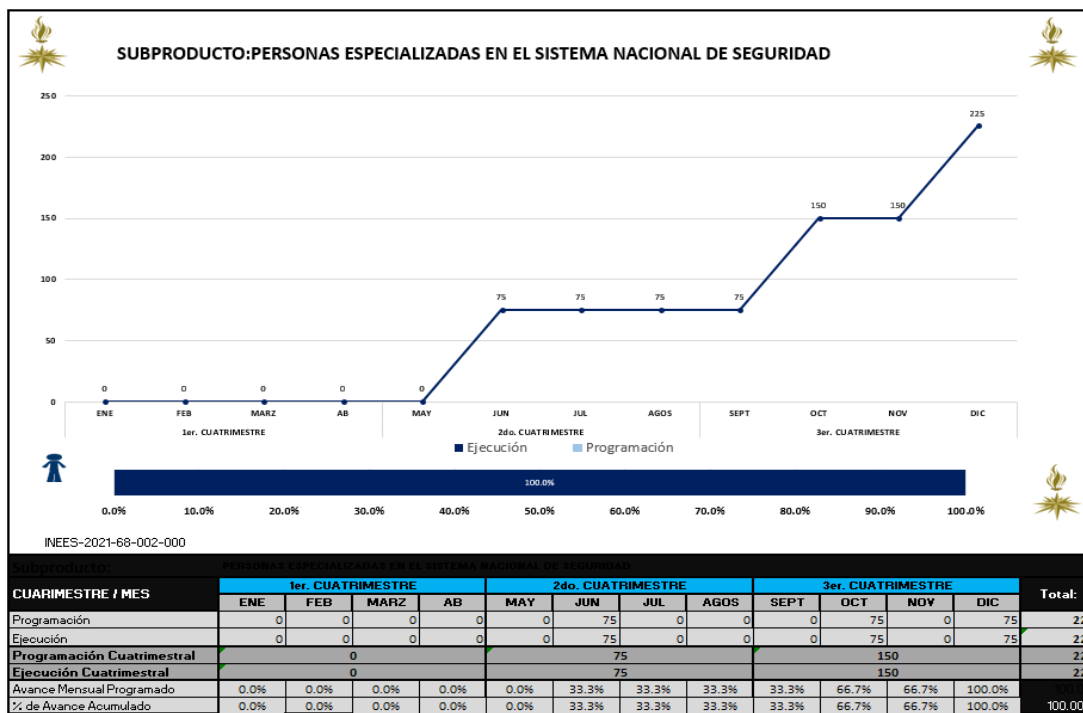 SUBPRODUCTO:PERSONAS ESPECIALIZADAS EN EL SISTEMA NACIONAL DE SEGURIDAD
250
200
150
100
50
0
0 0 0 0 0 75 75 75 75 150 150 225
ENE FEB MARZ AB MAY JUN JUL AGOS SEPT OCT NOV DIC
1er. CUATRIMESTRE 2do. CUATRIMESTRE 3er. CUATRIMESTRE
Ejecución Programación
100.0%
0.0% 10.0% 20.0% 30.0% 40.0% 50.0% 60.0% 70.0% 80.0% 90.0% 100.0%
INEES-2021-68-002-000
Subproducto: PERSONAS ESPECIALIZADAS EN EL SISTEMA NACIONAL DE SEGURIDAD
CUARIMESTRE / MES 1er. CUATRIMESTRE 2do. CUATRIMESTRE 3er. CUATRIMESTRE Total:
ENE FEB MARZ AB MAY JUN JUL AGOS SEPT OCT NOV DIC
Programación 0 0 0 0 0 75 0 0 0 75 0 75 22
Ejecución 0 0 0 0 0 75 0 0 0 75 0 75 22
Programación Cuatrimestral 0 75 150 22
Ejecución Cuatrimestral 0 75 150 22
Avance Mensual Programado 0.0% 0.0% 0.0% 0.0% 0.0% 33.3% 33.3% 33.3% 33.3% 66.7% 66.7% 100.0%
% de Avance Acumulado 0.0% 0.0% 0.0% 0.0% 0.0% 33.3% 33.3% 33.3% 33.3% 66.7% 66.7% 100.0% 100.00